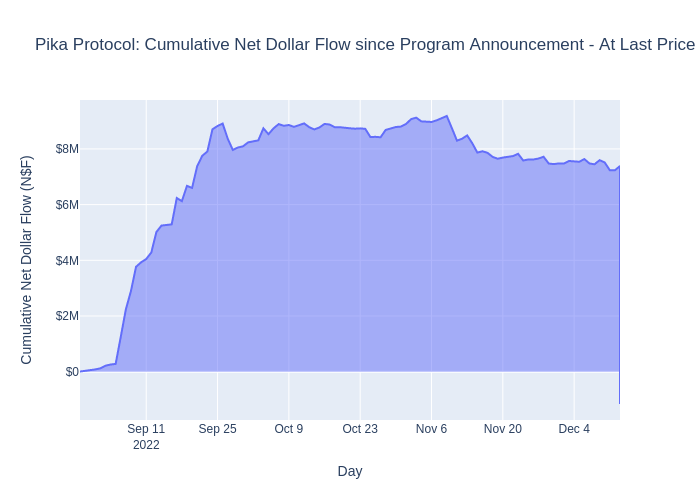 Pika Protocol: Cumulative Net Dollar Flow since Program Announcement - At Last Price
Cumulative Net Dollar Flow (N$F)
$8M
$6M
$4M
$2M
$0
Sep 11
2022
Sep 25
Oct 9
Oct 23
Nov 6
Nov 20
Dec 4
Day